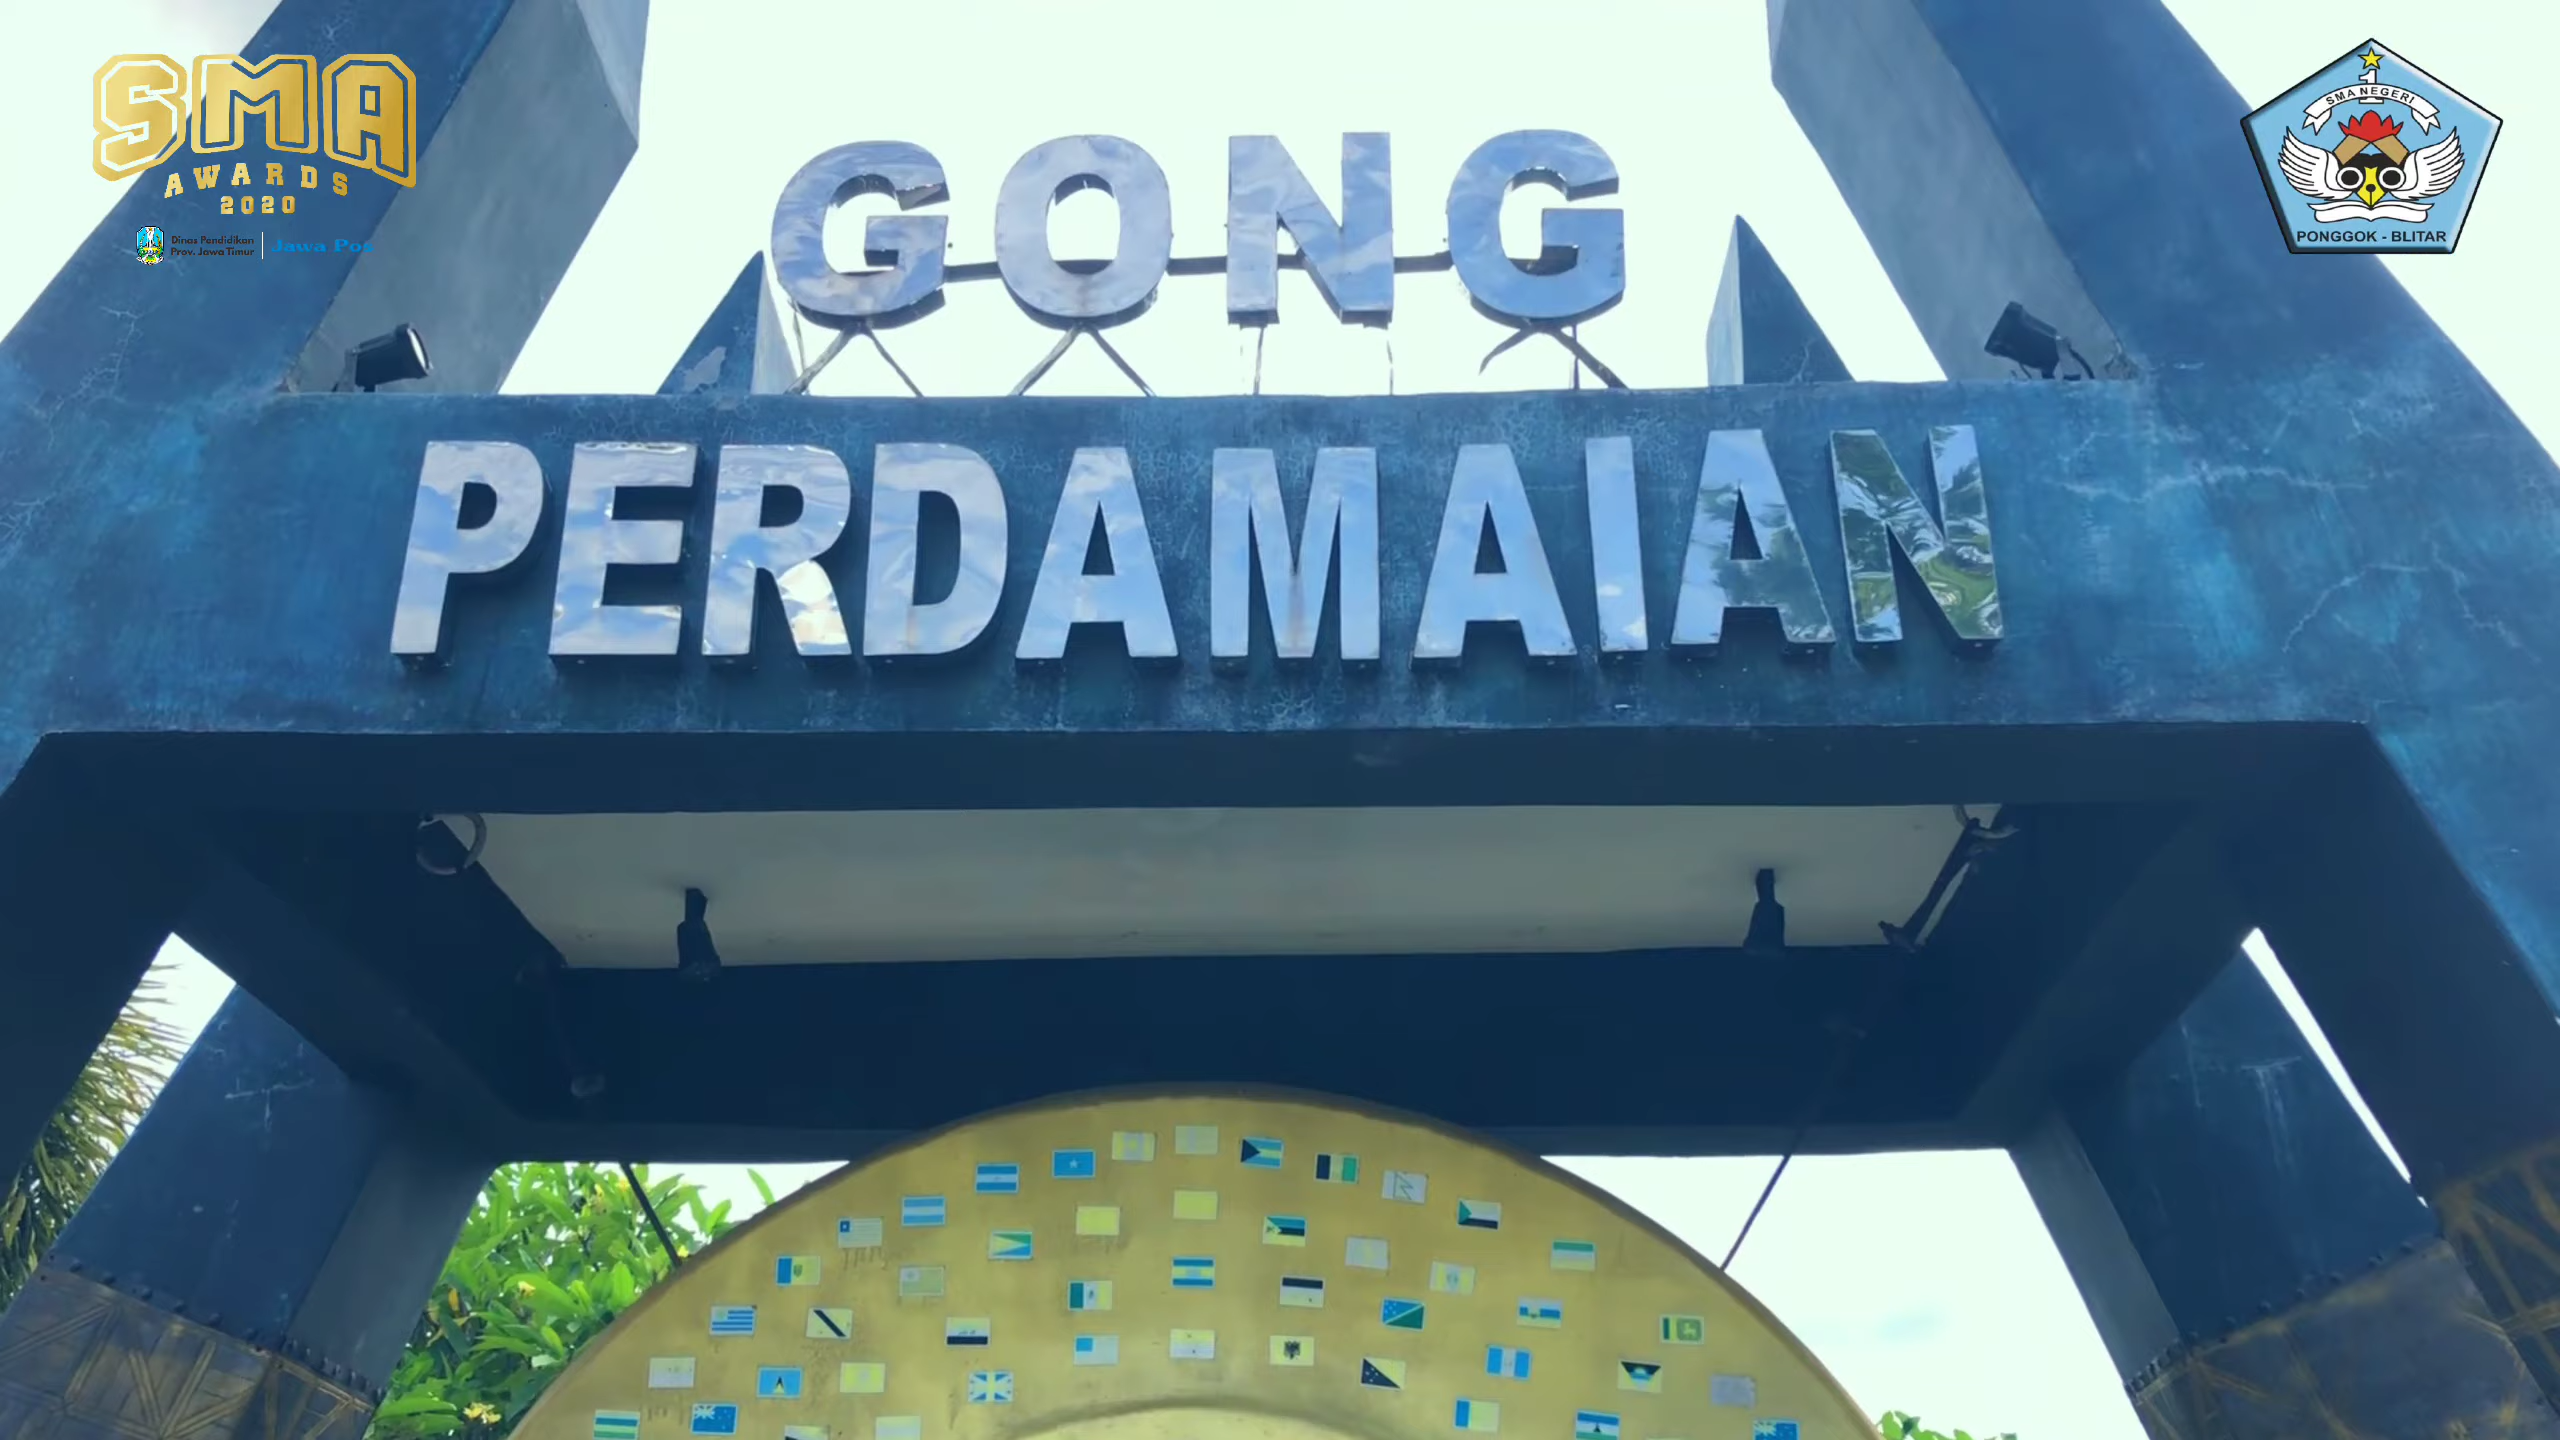 SMA
AWARDS
2020
Dinas Pendidikan
Prov. Jawa Timur
Jawa Pos
1
SMA NEGERI
PONGGOK - BLITAR
GONG
PERDAMAIAN